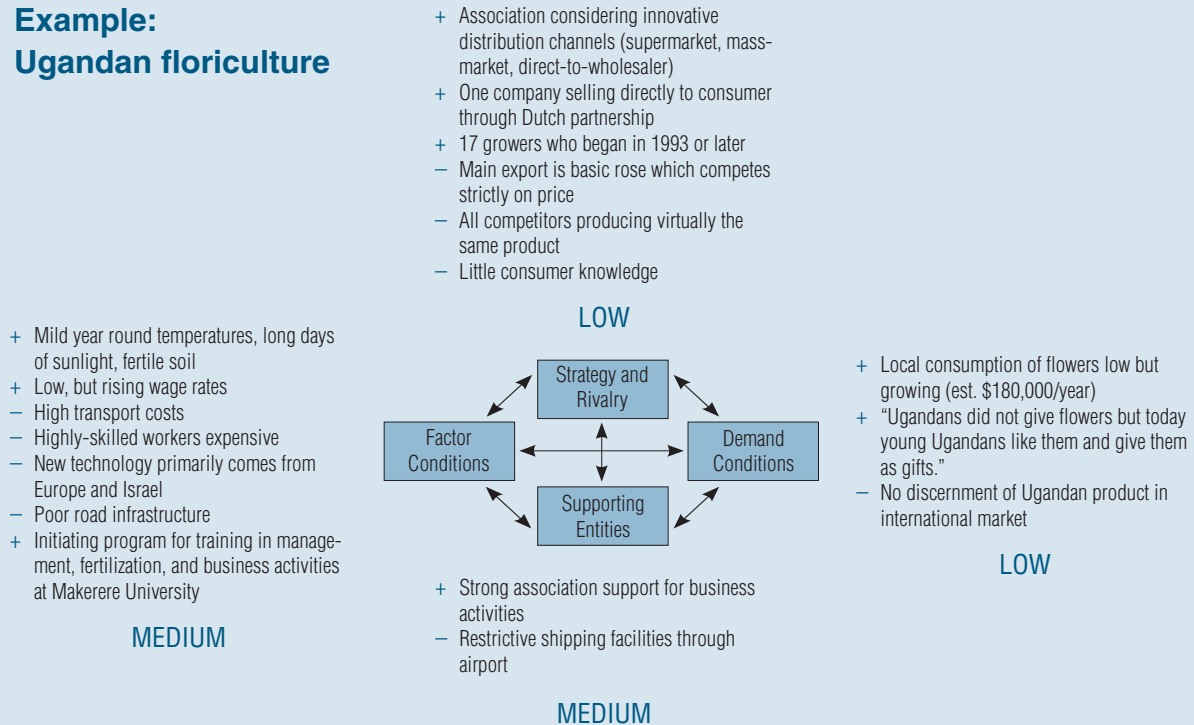 Example:
Ugandan floriculture
+ Association considering innovative
distribution channels (supermarket, mass-
market, direct-to-wholesaler)
+ One company selling directly to consumer
through Dutch partnership
+ 17 growers who began in 1993 or later
– Main export is basic rose which competes
strictly on price
– All competitors producing virtually the
same product
– Little consumer knowledge
LOW
+ Mild year round temperatures, long days
of sunlight, fertile soil
+ Low, but rising wage rates
– High transport costs
– Highly-skilled workers expensive
– New technology primarily comes from
Europe and Israel
– Poor road infrastructure
+ Initiating program for training in manage-
ment, fertilization, and business activities
at Makerere University
MEDIUM
Strategy and
Rivalry
Factor
Conditions
Demand
Conditions
Supporting
Entities
+ Local consumption of flowers low but
growing (est. $180,000/year)
+ “Ugandans did not give flowers but today
young Ugandans like them and give them
as gifts.”
– No discernment of Ugandan product in
international market
LOW
+ Strong association support for business
activities
– Restrictive shipping facilities through
airport
MEDIUM